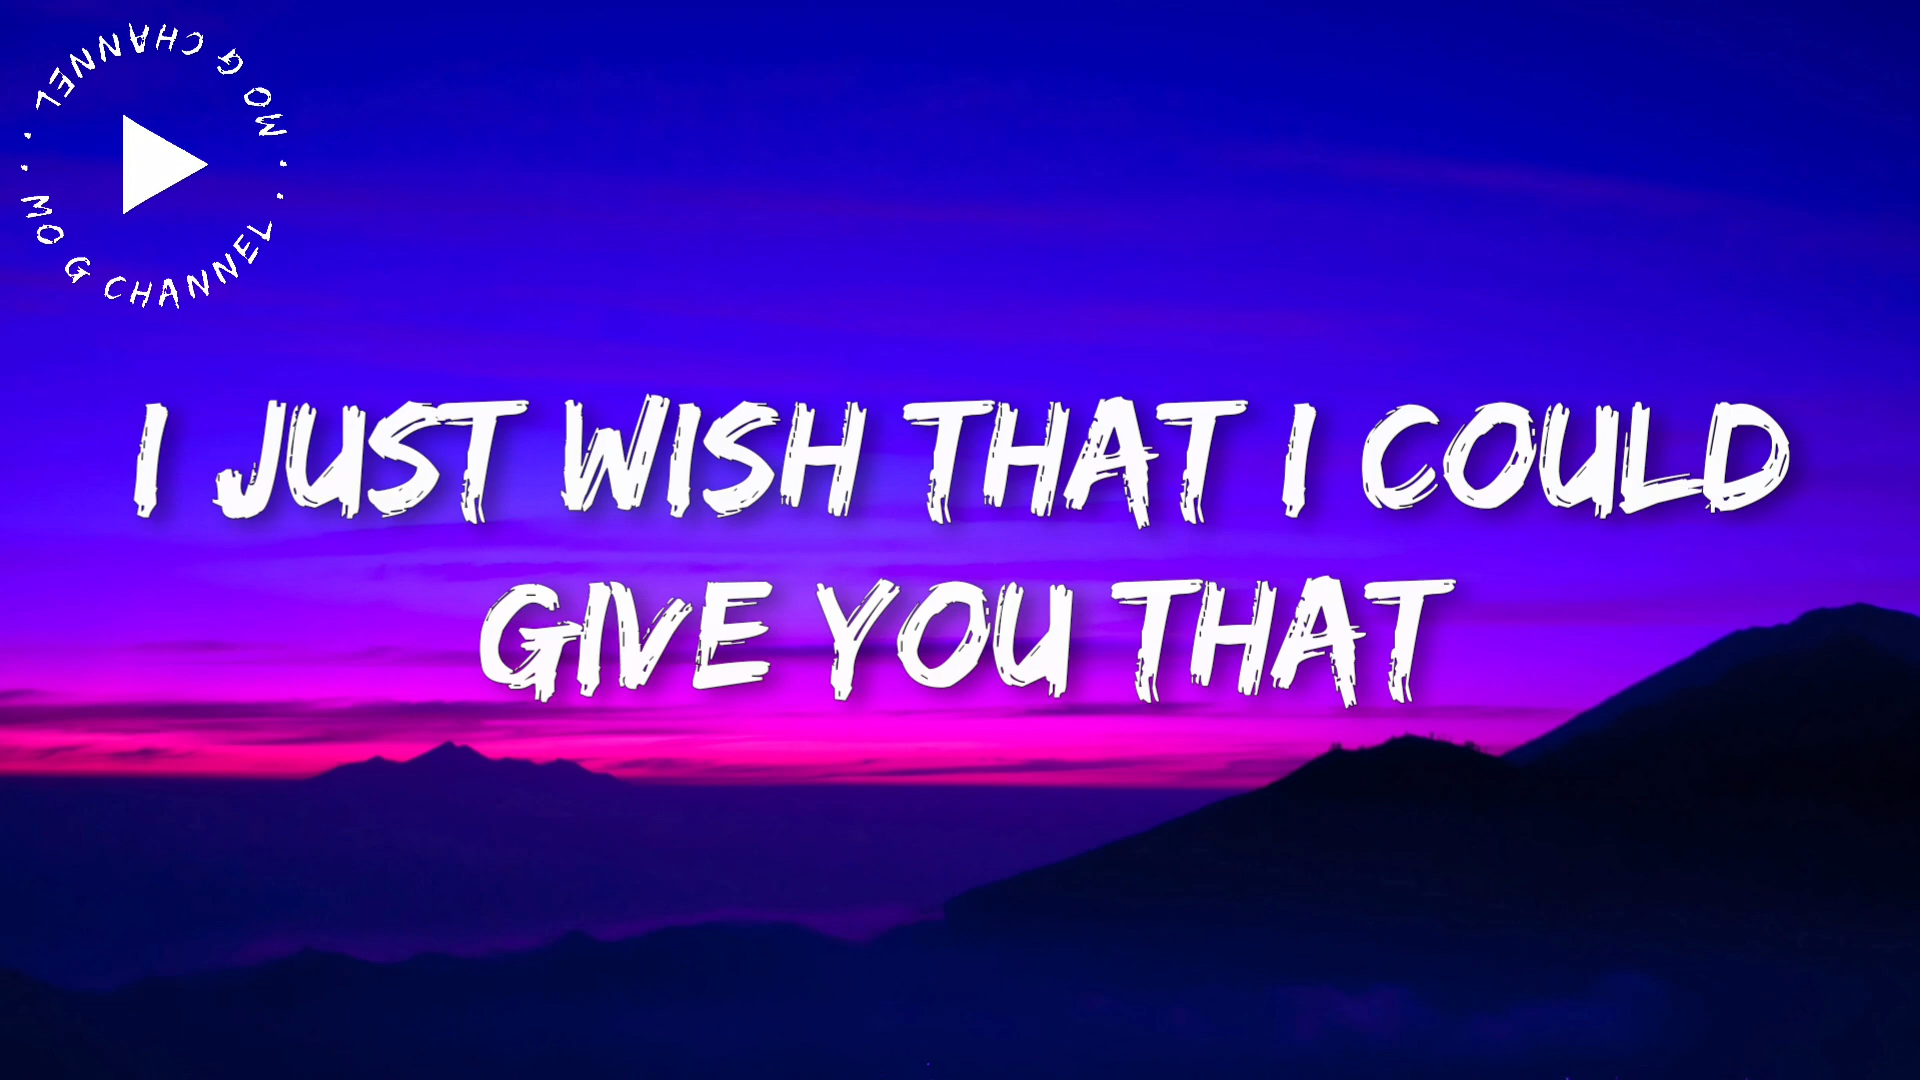 MO G CHANNEL . .
MO G CHANNEL . .
I JUST WISH THAT I COULD
GIVE YOU THAT